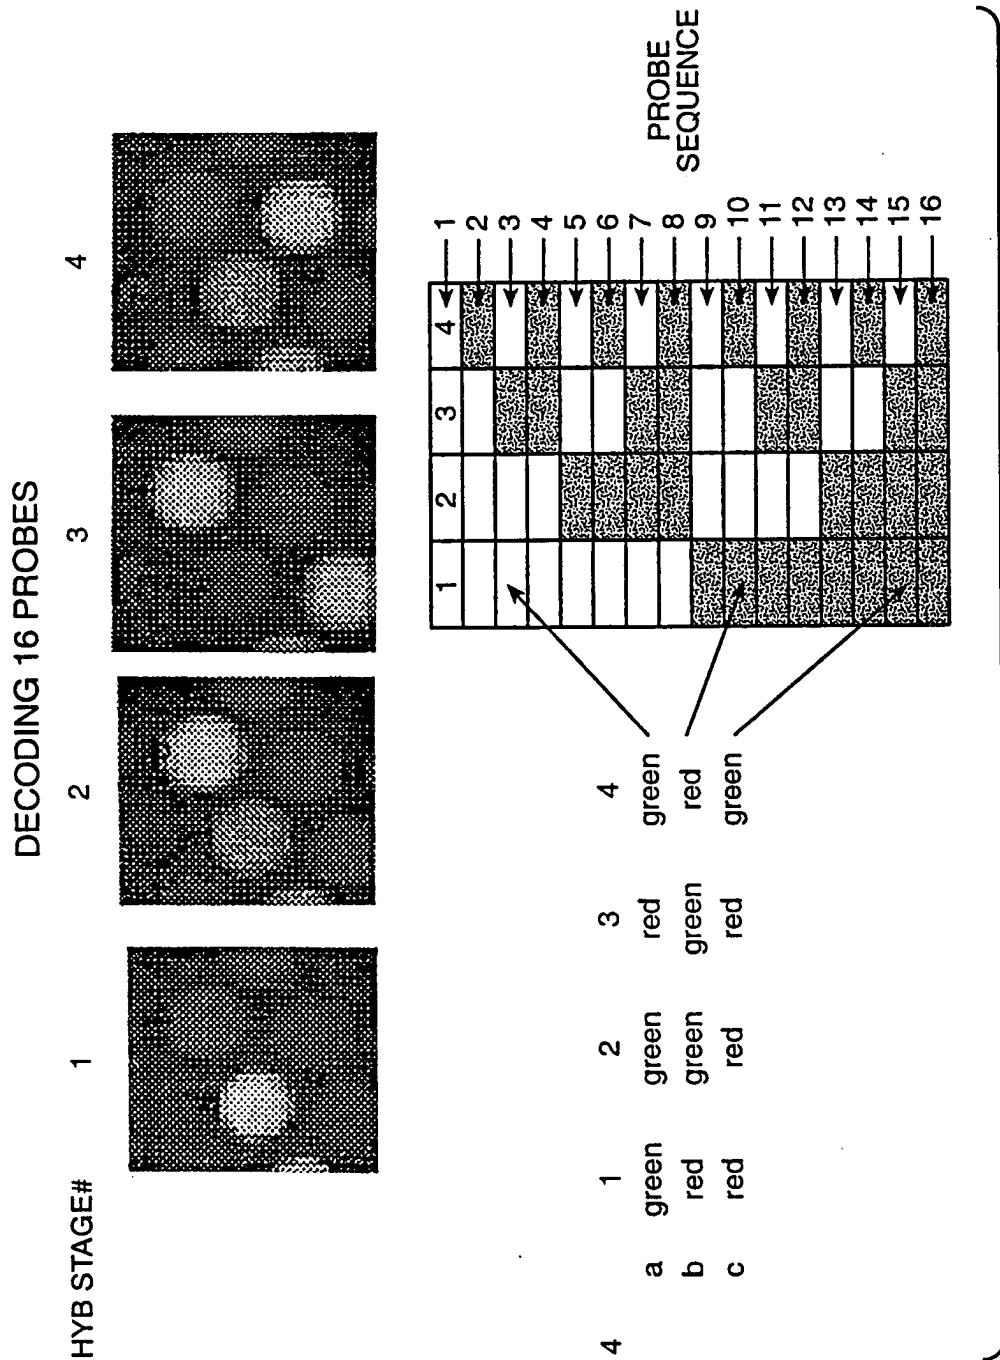 DECODING 16 PROBES
HYB STAGE# 1 2 3 4
1 2 3 4
a green green red green
b red green green red
c red red red green
4
1 2 3 4
1
2
3
4
5
6
7
8
9
10
11
12
13
14
15
16
PROBE
SEQUENCE